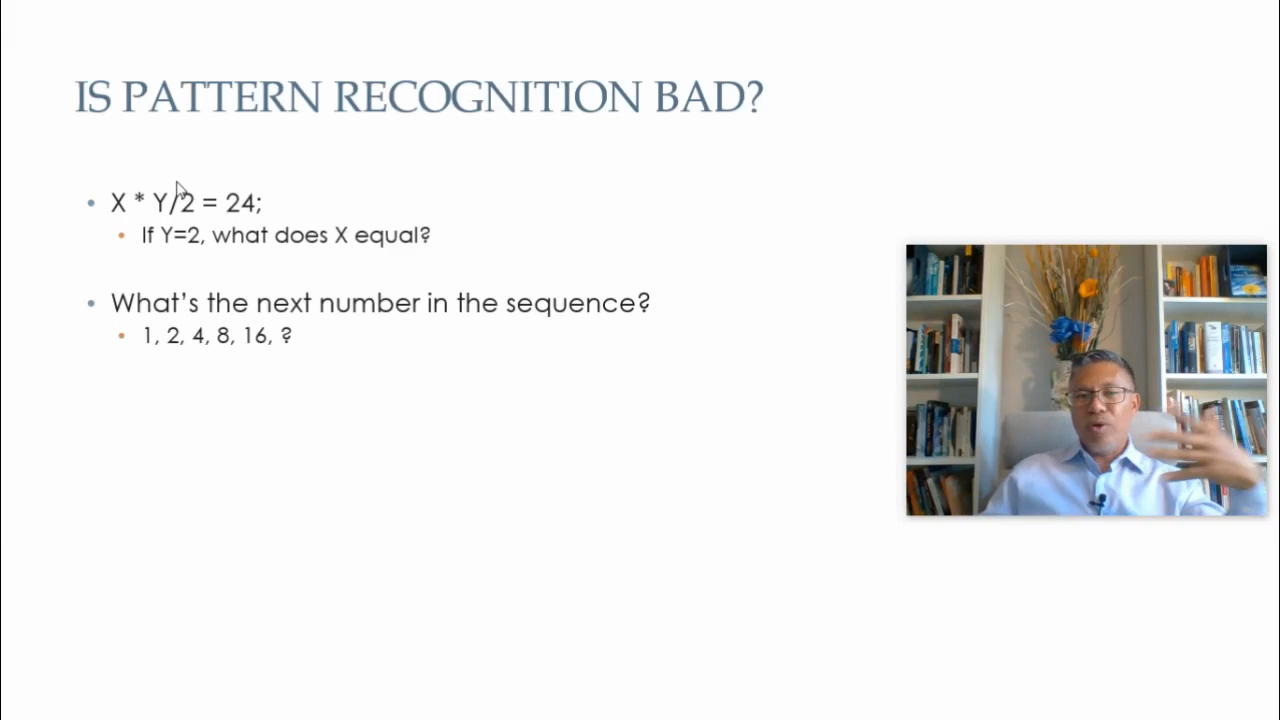 IS PATTERN RECOGNITION BAD?
• X * Y/2 = 24;
• If Y=2, what does X equal?
• What's the next number in the sequence?
• 1, 2, 4, 8, 16, ?